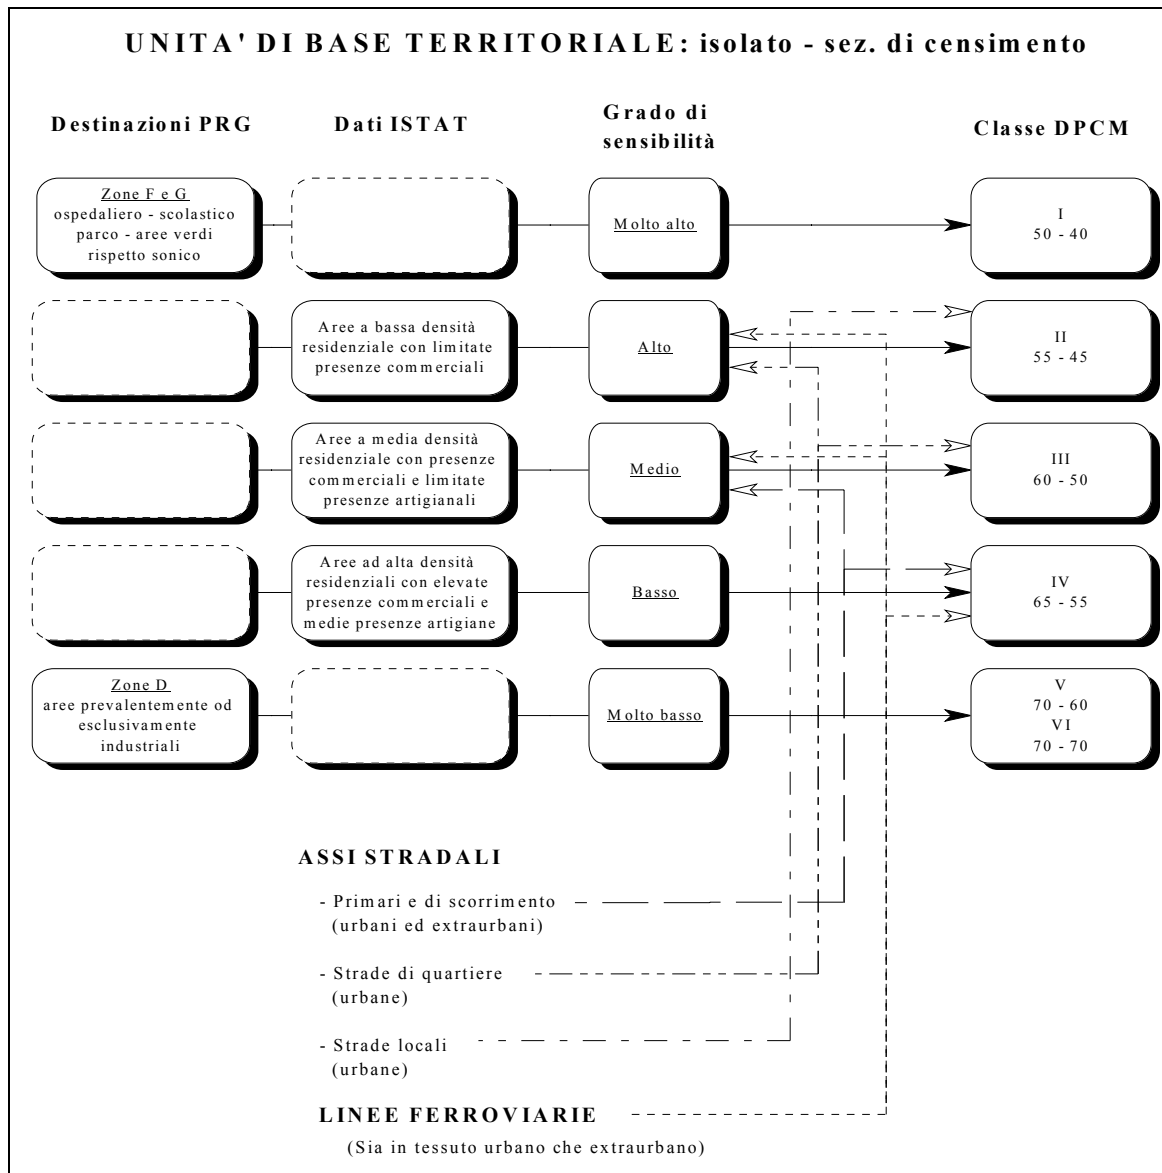 UNITA' DI BASE TERRITORIALE: isolato - sez. di censimento
Destinazioni PRG
Dati ISTAT
Grado di
sensibilità
Classe DPCM
Zone F e G
ospedaliero - scolastico
parco - aree verdi
rispetto sonico
Molto alto
I
50 - 40
Aree a bassa densità
residenziale con limitate
presenze commerciali
Alto
II
55 - 45
Aree a media densità
residenziale con presenze
commerciali e limitate
presenze artigianali
Medio
III
60 - 50
Aree ad alta densità
residenziali con elevate
presenze commerciali e
medie presenze artigiane
Basso
IV
65 - 55
Zone D
aree prevalentemente od
esclusivamente
industriali
Molto basso
V
70 - 60
VI
70 - 70
ASSI STRADALI
- Primari e di scorrimento
(urbani ed extraurbani)
- Strade di quartiere
(urbane)
- Strade locali
(urbane)
LINEE FERROVIARIE
(Sia in tessuto urbano che extraurbano)